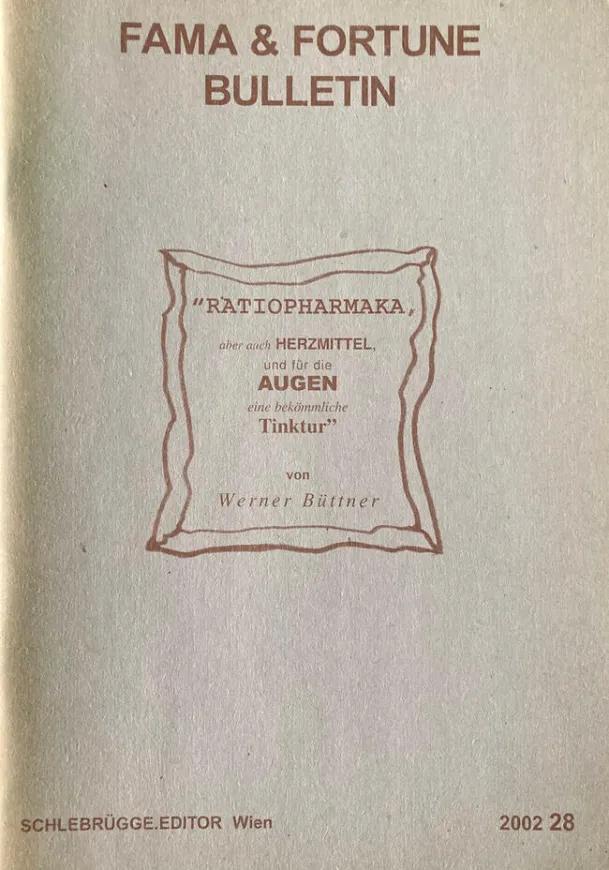 FAMA & FORTUNE
BULLETIN
"RATIOPHARMAKA,
aber auch HERZMITTEL,
und für die
AUGEN
eine bekömmliche
Tinktur”
von
Werner Büttner
SCHLEBRÜGGE.EDITOR Wien
2002 28